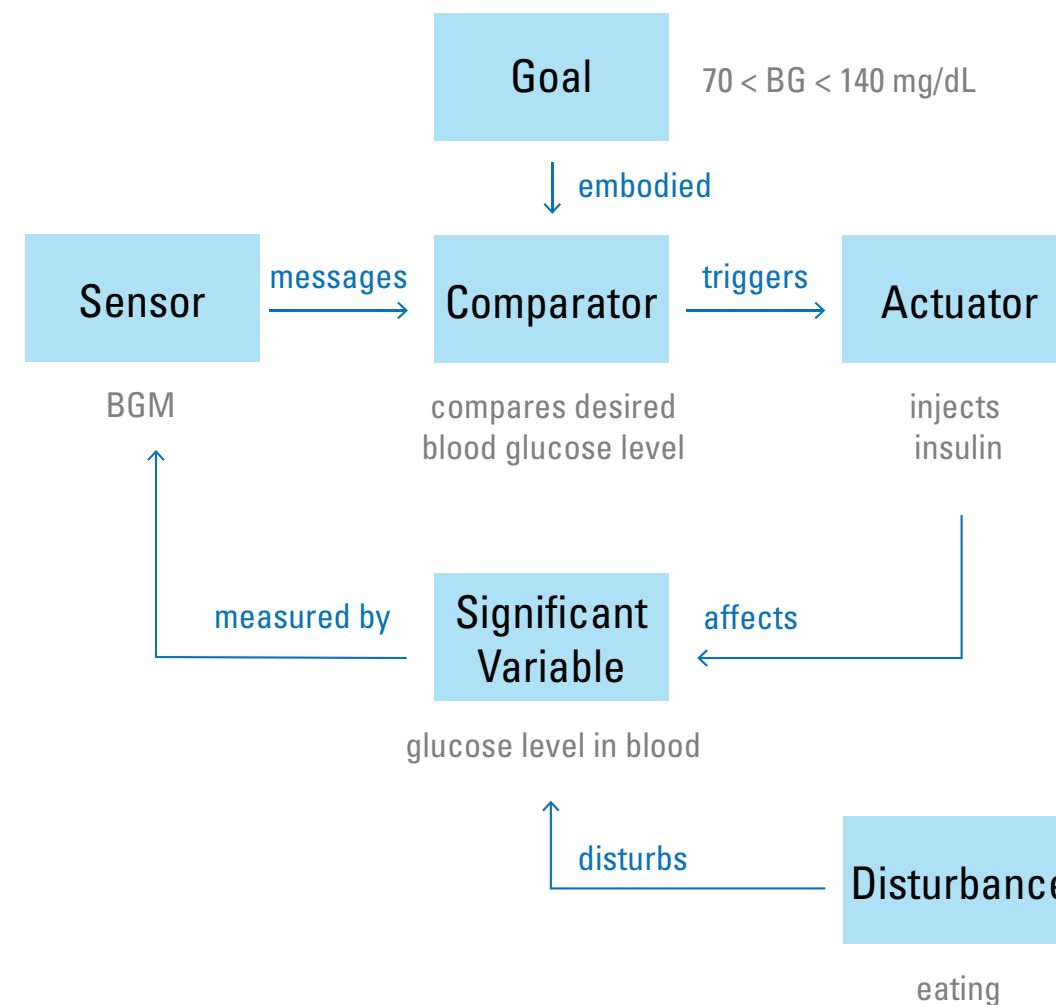 Goal
70 < BG < 140 mg/dL
embodied
Sensor
messages
Comparator
triggers
Actuator
BGM
compares desired
blood glucose level
injects
insulin
measured by
Significant
Variable
affects
glucose level in blood
disturbs
Disturbance
eating